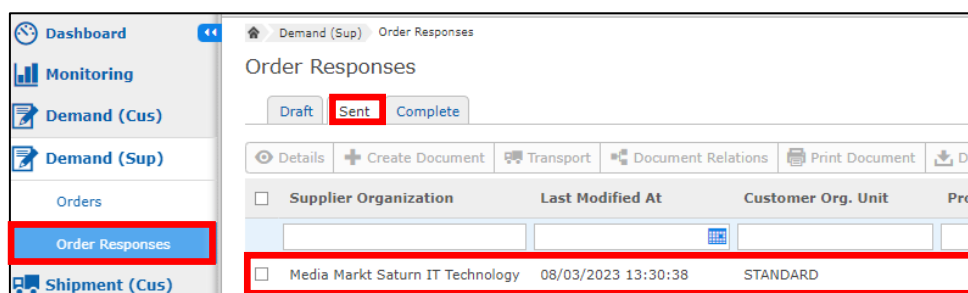 Dashboard
Monitoring
Demand (Cus)
Demand (Sup)
Orders
Order Responses
Shipment (Cus)
Demand (Sup) Order Responses
Order Responses
Draft Sent Complete
Details Create Document Transport Document Relations Print Document D
Supplier Organization Last Modified At Customer Org. Unit Pro
Media Markt Saturn IT Technology 08/03/2023 13:30:38 STANDARD